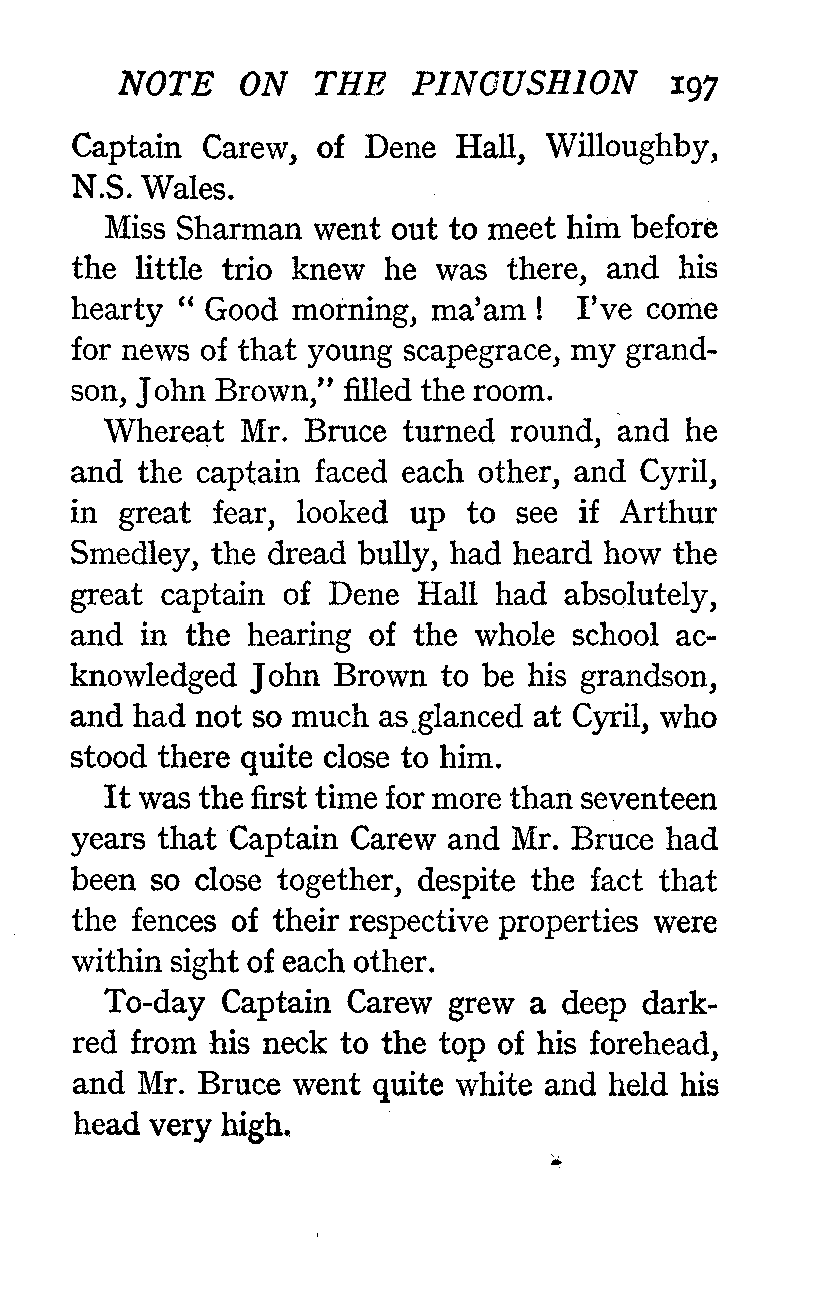 NOTE ON THE PINCUSHION 197
Captain Carew, of Dene Hall, Willoughby,
N.S. Wales.
Miss Sharman went out to meet him before
the little trio knew he was there, and his
hearty “ Good morning, ma’am ! I’ve come
for news of that young scapegrace, my grand-
son, John Brown,” filled the room.
Whereat Mr. Bruce turned round, and he
and the captain faced each other, and Cyril,
in great fear, looked up to see if Arthur
Smedley, the dread bully, had heard how the
great captain of Dene Hall had absolutely,
and in the hearing of the whole school ac-
knowledged John Brown to be his grandson,
and had not so much as glanced at Cyril, who
stood there quite close to him.
It was the first time for more than seventeen
years that Captain Carew and Mr. Bruce had
been so close together, despite the fact that
the fences of their respective properties were
within sight of each other.
To-day Captain Carew grew a deep dark-
red from his neck to the top of his forehead,
and Mr. Bruce went quite white and held his
head very high.